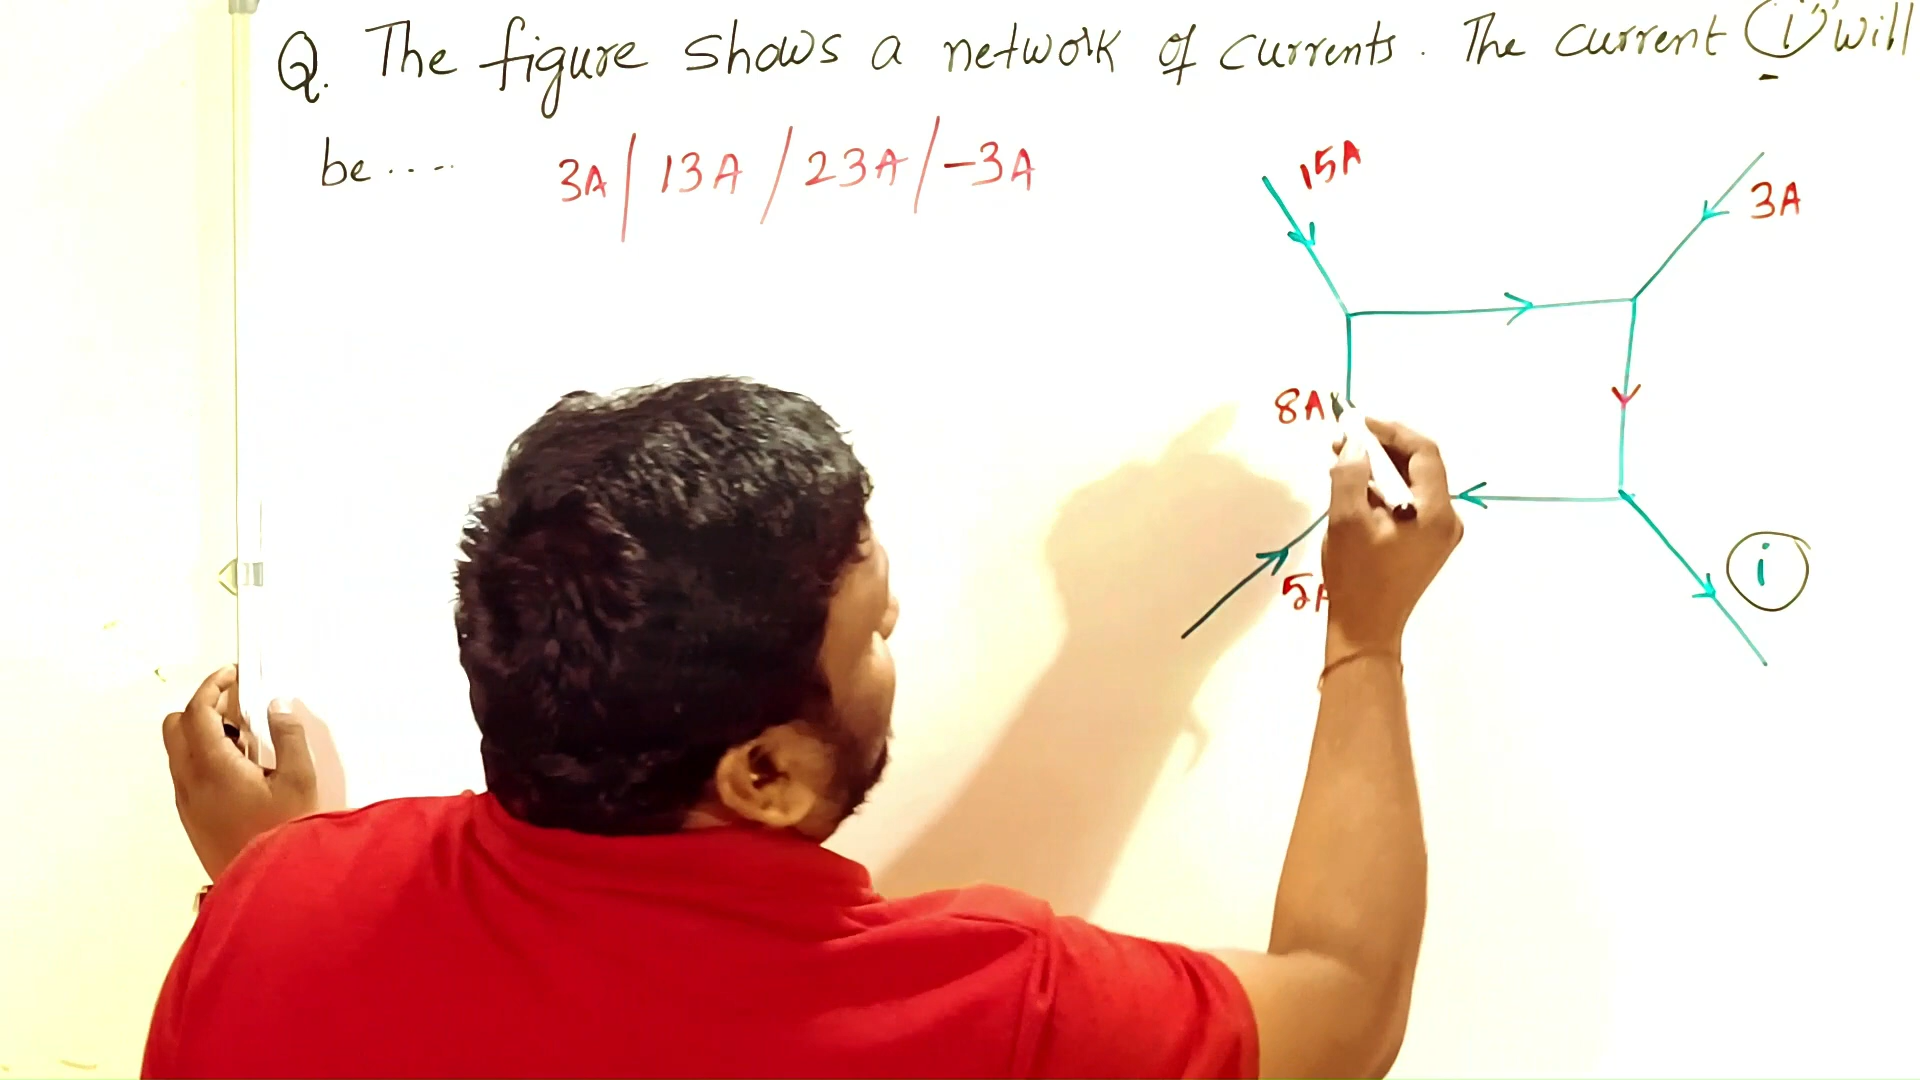 Q. The figure shows a network of currents. The current 'i' will
be.....
3A / 13A / 23A / -3A
15A
3A
8A
i
5A